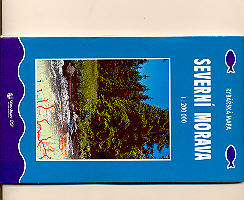 RYBÁŘSKÁ MAPA
SEVERNÍ MORAVA
1 : 200 000